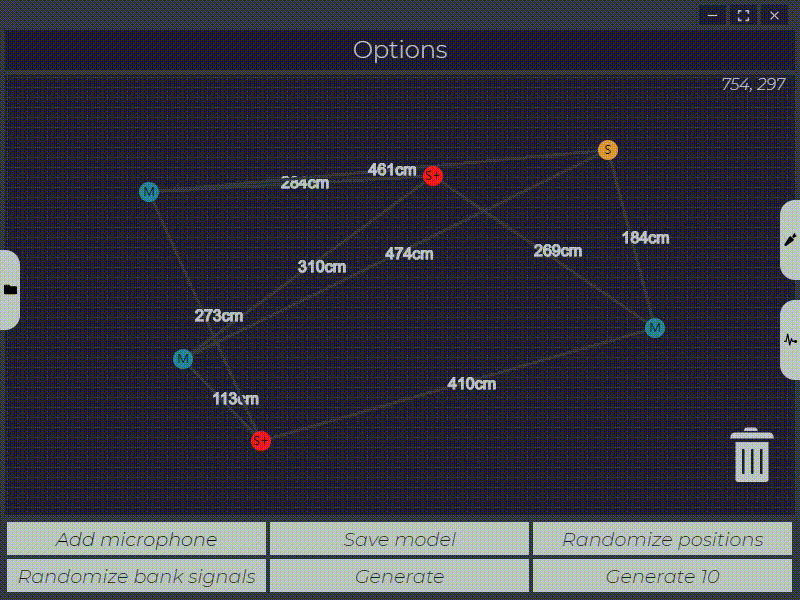 Options
754, 297
S
461cm
S+
284cm
M
184cm
269cm
474cm
310cm
273cm
M
M
410cm
113cm
S+
Add microphone
Save model
Randomize positions
Randomize bank signals
Generate
Generate 10